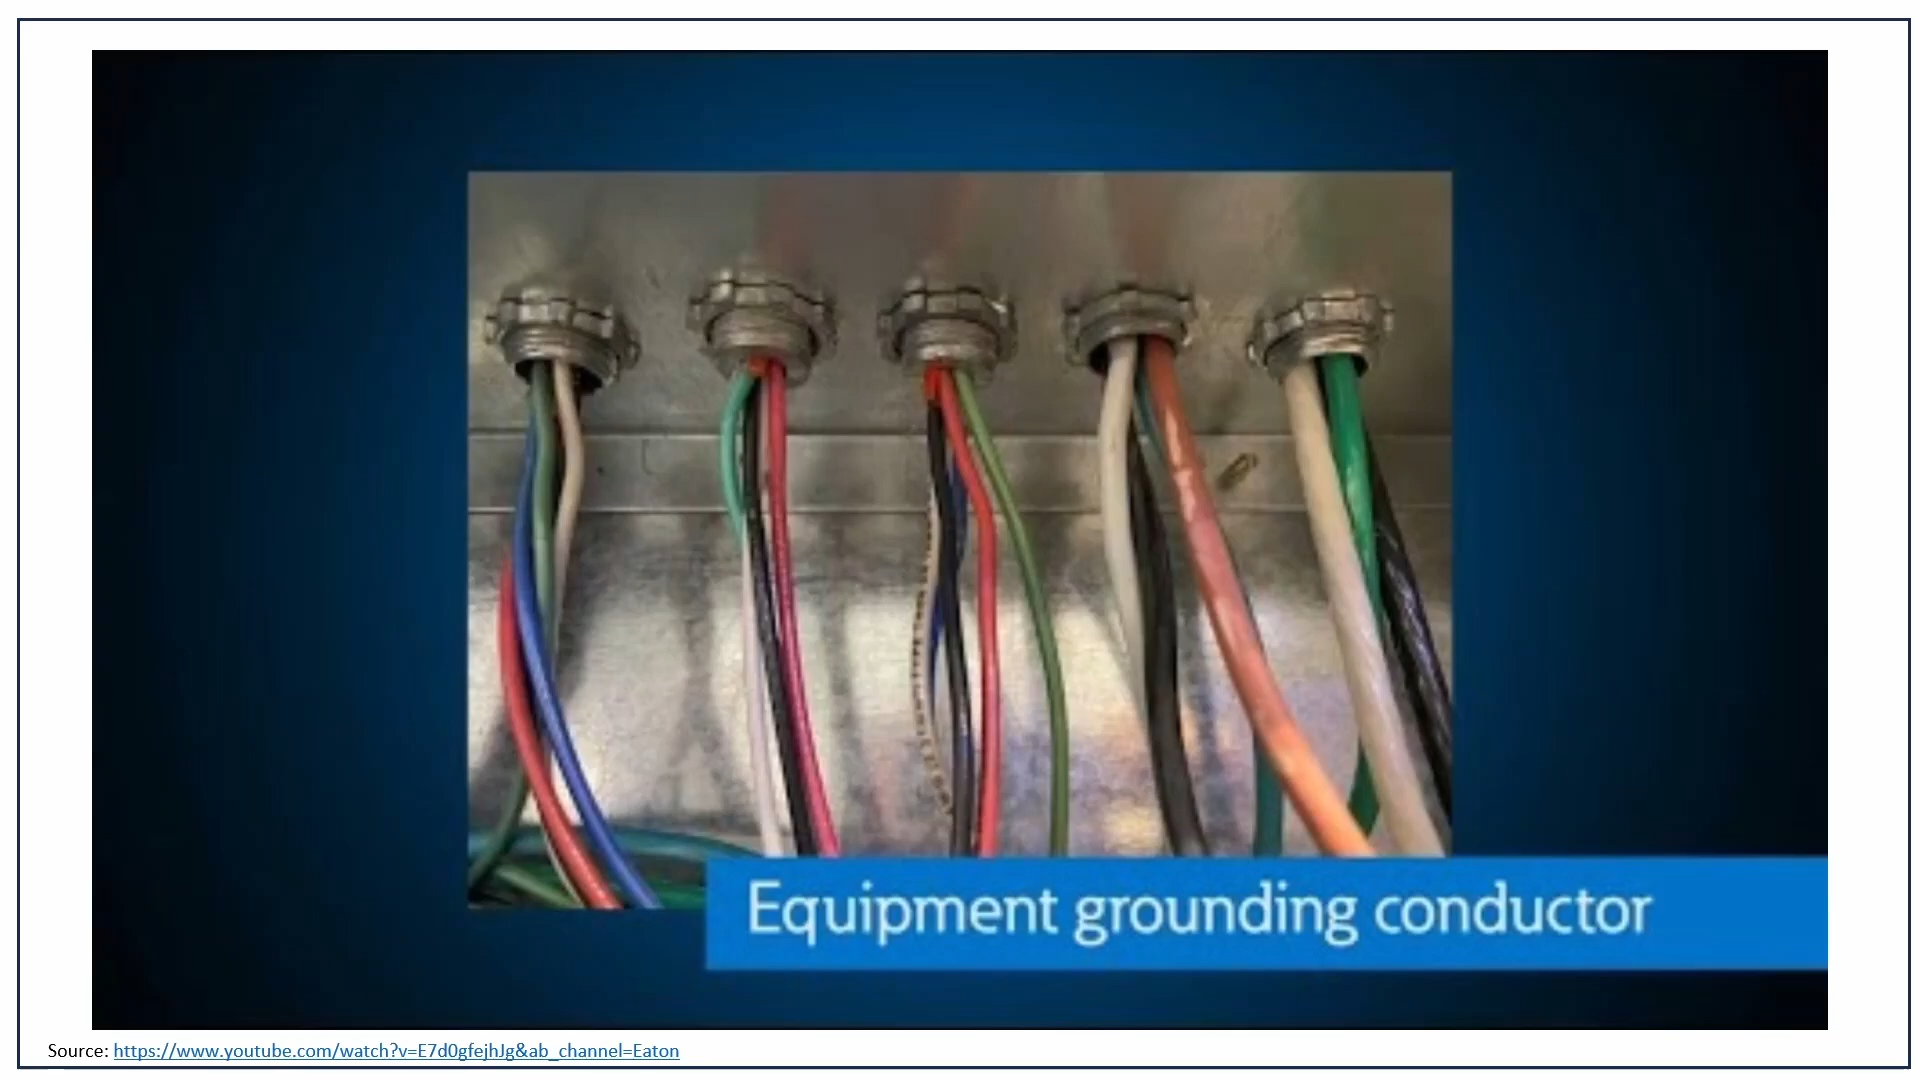 Equipment grounding conductor
Source: https://www.youtube.com/watch?v=E7d0gfejhJg&ab_channel=Eaton